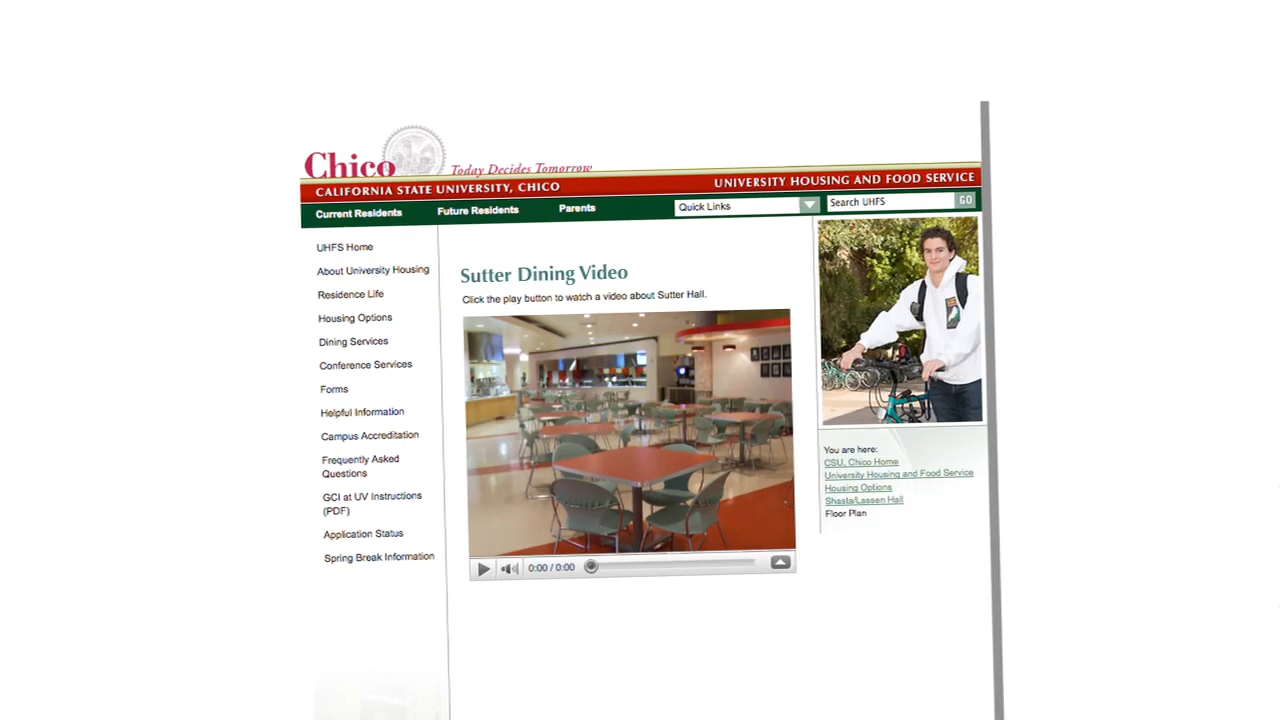 Chico
Today Decides Tomorrow
CALIFORNIA STATE UNIVERSITY, CHICO
UNIVERSITY HOUSING AND FOOD SERVICE
Current Residents
Future Residents
Parents
Quick Links
Search UHFS
GO
UHFS Home
About University Housing
Residence Life
Housing Options
Dining Services
Conference Services
Forms
Helpful Information
Campus Accreditation
Frequently Asked
Questions
GCI at UV Instructions
(PDF)
Application Status
Spring Break Information
Sutter Dining Video
Click the play button to watch a video about Sutter Hall.
0:00 / 0:00
You are here:
CSU, Chico Home
University Housing and Food Service
Housing Options
Shasta/Lassen Hall
Floor Plan